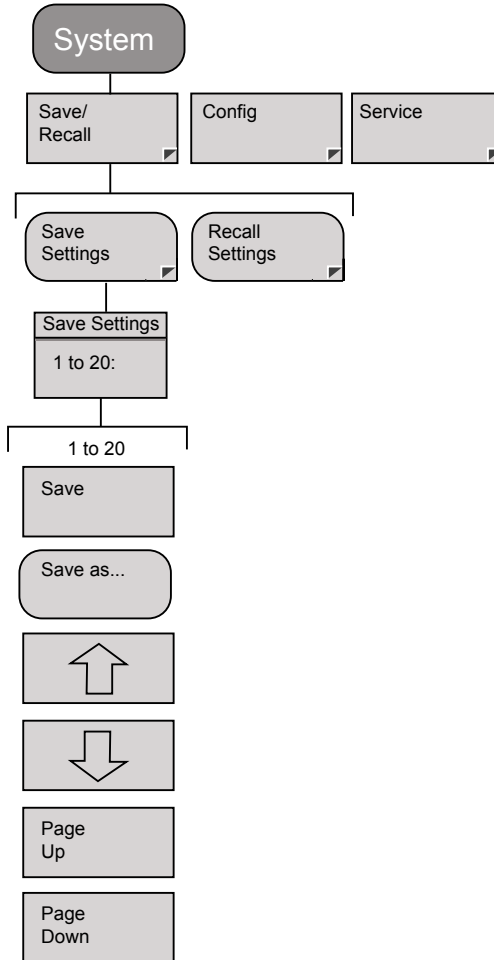 System
Save/
Recall
Config
Service
Save
Settings
Recall
Settings
Save Settings
1 to 20:
1 to 20
Save
Save as...
Page
Up
Page
Down